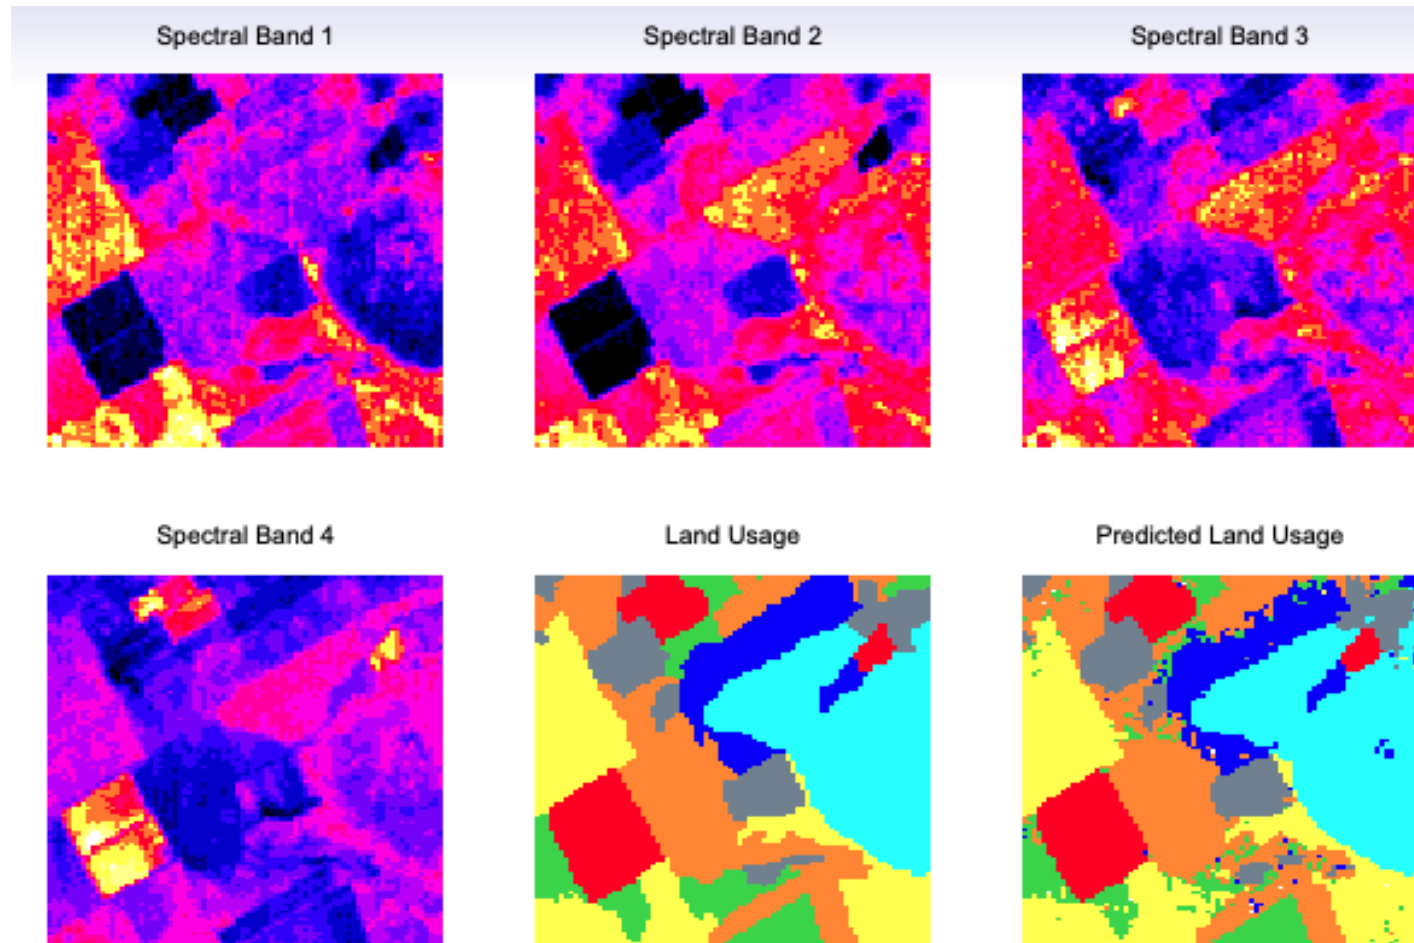 Spectral Band 1
Spectral Band 2
Spectral Band 3
Spectral Band 4
Land Usage
Predicted Land Usage